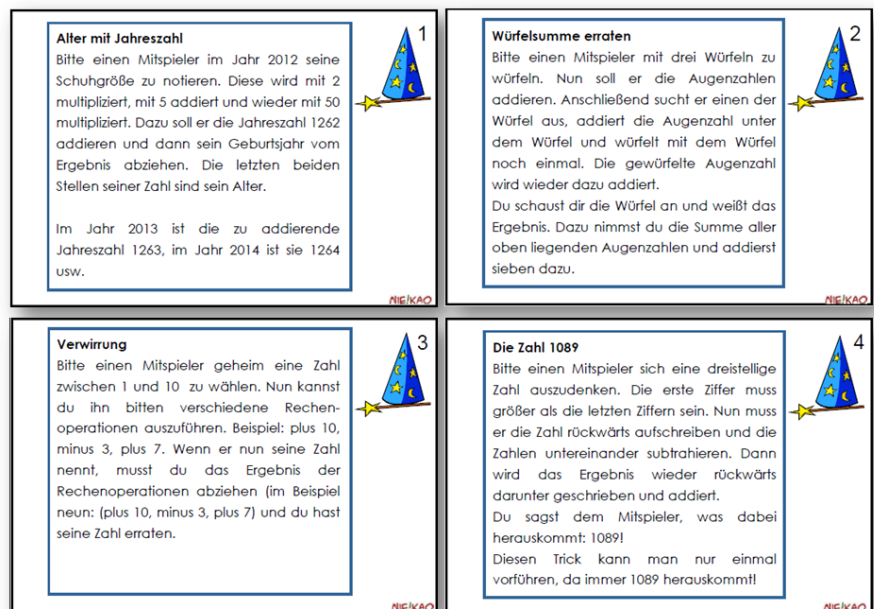 Alter mit Jahreszahl
1
Bitte einen Mitspieler im Jahr 2012 seine
Schuhgröße zu notieren. Diese wird mit 2
multipliziert, mit 5 addiert und wieder mit 50
multipliziert. Dazu soll er die Jahreszahl 1262
addieren und dann sein Geburtsjahr vom
Ergebnis abziehen. Die letzten beiden
Stellen seiner Zahl sind sein Alter.
Im Jahr 2013 ist die zu addierende
Jahreszahl 1263, im Jahr 2014 ist sie 1264
usw.
NIEKAO
Würfelsumme erraten
2
Bitte einen Mitspieler mit drei Würfeln zu
würfeln. Nun soll er die Augenzahlen
addieren. Anschließend sucht er einen der
Würfel aus, addiert die Augenzahl unter
dem Würfel und würfelt mit dem Würfel
noch einmal. Die gewürfelte Augenzahl
wird wieder dazu addiert.
Du schaust dir die Würfel an und weißt das
Ergebnis. Dazu nimmst du die Summe aller
oben liegenden Augenzahlen und addierst
sieben dazu.
NIEKAO
Verwirrung
3
Bitte einen Mitspieler geheim eine Zahl
zwischen 1 und 10 zu wählen. Nun kannst
du ihn bitten verschiedene Rechen-
operationen auszuführen. Beispiel: plus 10,
minus 3, plus 7. Wenn er nun seine Zahl
nennt, musst du das Ergebnis der
Rechenoperationen abziehen (im Beispiel
neun: (plus 10, minus 3, plus 7) und du hast
seine Zahl erraten.
NIEKAO
Die Zahl 1089
4
Bitte einen Mitspieler sich eine dreistellige
Zahl auszudenken. Die erste Ziffer muss
größer als die letzten Ziffern sein. Nun muss
er die Zahl rückwärts aufschreiben und die
Zahlen untereinander subtrahieren. Dann
wird das Ergebnis wieder rückwärts
darunter geschrieben und addiert.
Du sagst dem Mitspieler, was dabei
herauskommt: 1089!
Diesen Trick kann man nur einmal
vorführen, da immer 1089 herauskommt!
NIEKAO